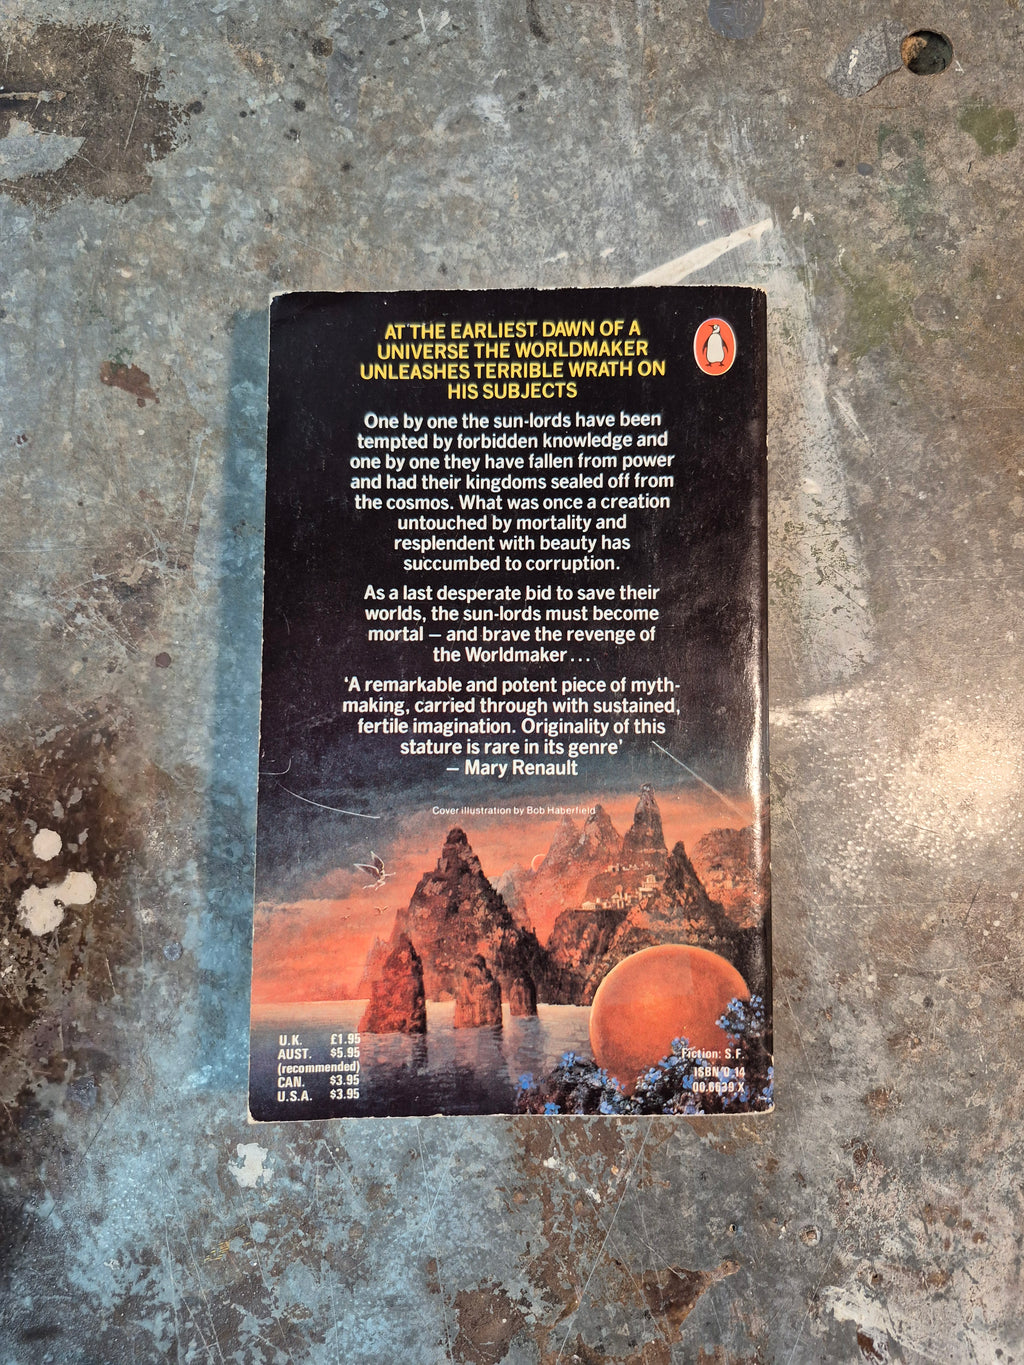 AT THE EARLIEST DAWN OF A
UNIVERSE THE WORLDMAKER
UNLEASHES TERRIBLE WRATH ON
HIS SUBJECTS
One by one the sun-lords have been
tempted by forbidden knowledge and
one by one they have fallen from power
and had their kingdoms sealed off from
the cosmos. What was once a creation
untouched by mortality and
resplendent with beauty has
succumbed to corruption.
As a last desperate bid to save their
worlds, the sun-lords must become
mortal – and brave the revenge of
the Worldmaker . . .
‘A remarkable and potent piece of myth-
making, carried through with sustained,
fertile imagination. Originality of this
stature is rare in its genre’
– Mary Renault
Cover illustration by Bob Haberfield
U.K. £1.95
AUST. $5.95
(recommended)
CAN. $3.95
U.S.A. $3.95
Fiction: S.F.
ISBN 0 14
00.6639 X